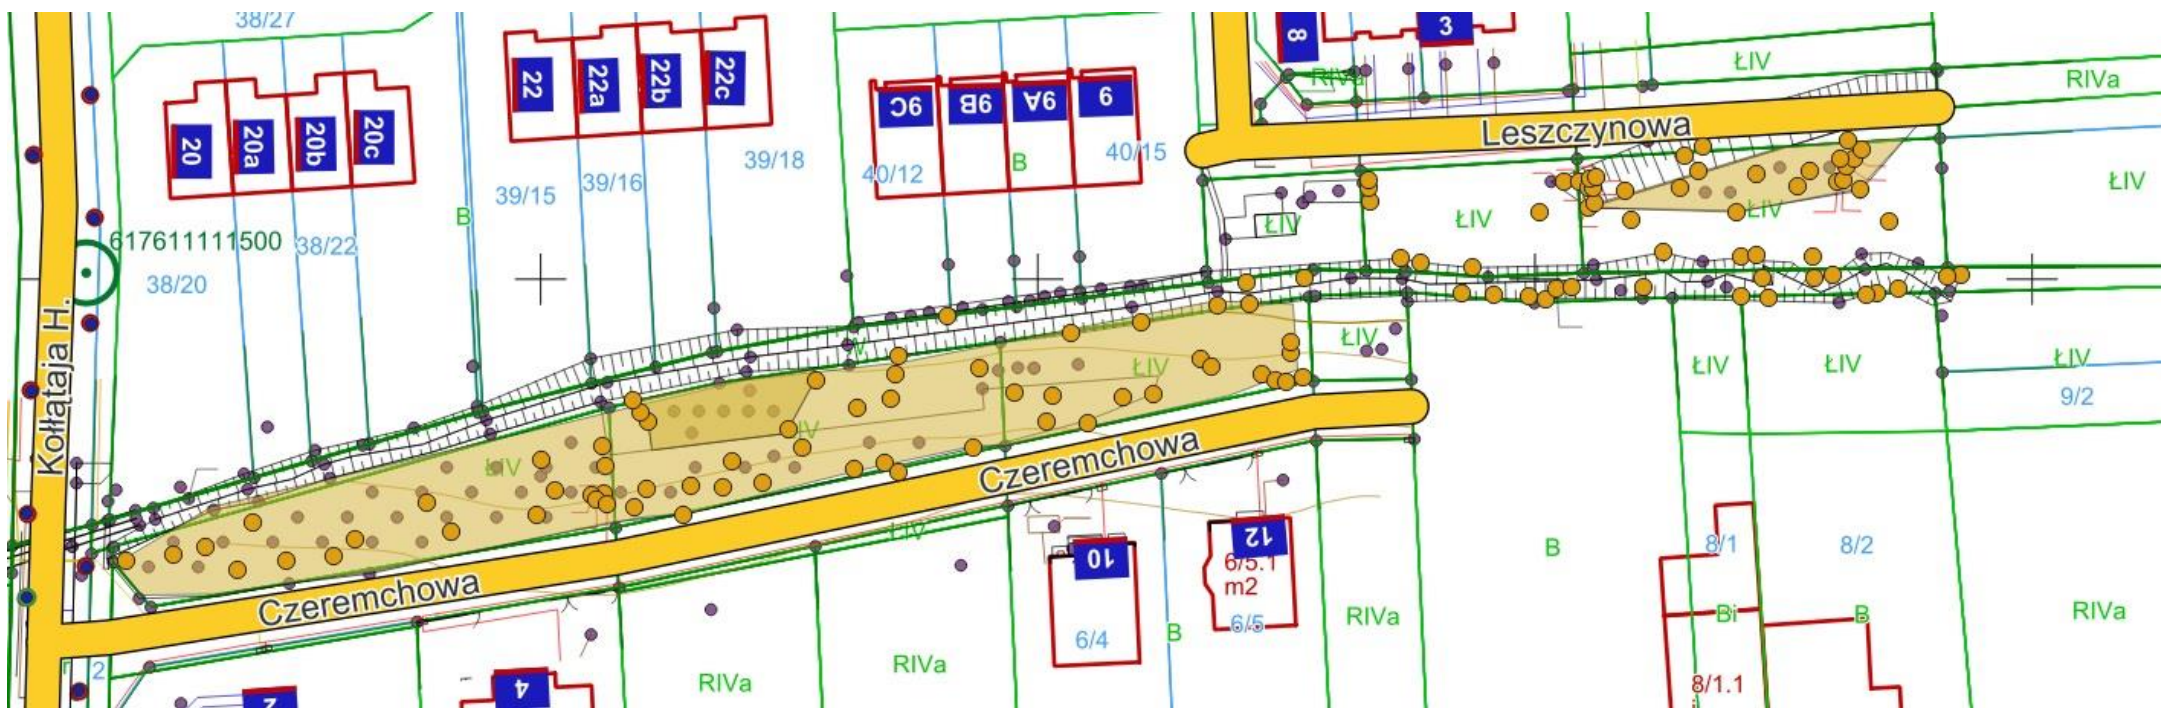 38/27
3
8
22
22a
22b
22c
9C
9B
9A
9
20
20a
20b
20c
ŁIV
RIVa
RIVa
Leszczynowa
39/15
39/16
39/18
40/12
B
40/15
ŁIV
B
617611111500
38/22
38/20
ŁIV
ŁIV
ŁIV
Kołłątaja H.
ŁIV
ŁIV
ŁIV
ŁIV
ŁIV
9/2
ŁIV
IV
Czeremchowa
ŁIV
10
12
6/5.1
m2
B
8/1
8/2
Czeremchowa
6/4
B
6/5
RIVa
Bi
B
RIVa
2
4
2
RIVa
RIVa
8/1.1